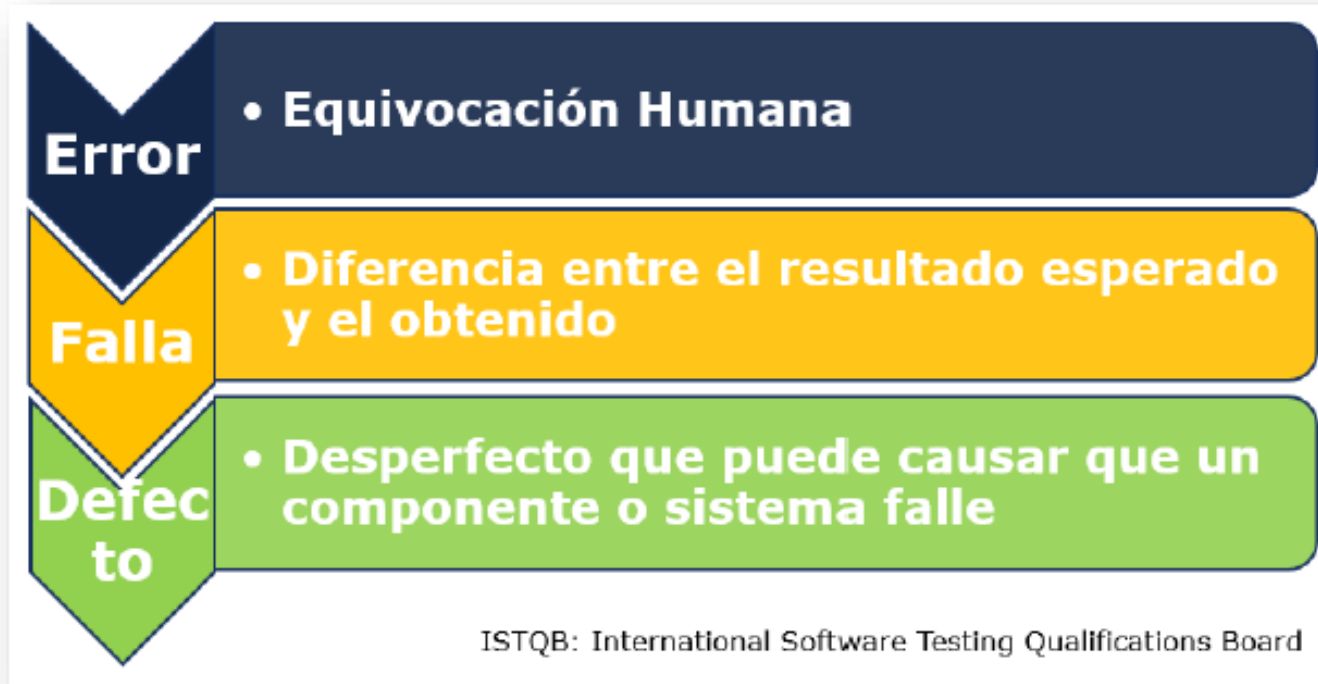 Error
• Equivocación Humana
Falla
• Diferencia entre el resultado esperado
y el obtenido
Defec
to
• Desperfecto que puede causar que un
componente o sistema falle
ISTQB: International Software Testing Qualifications Board